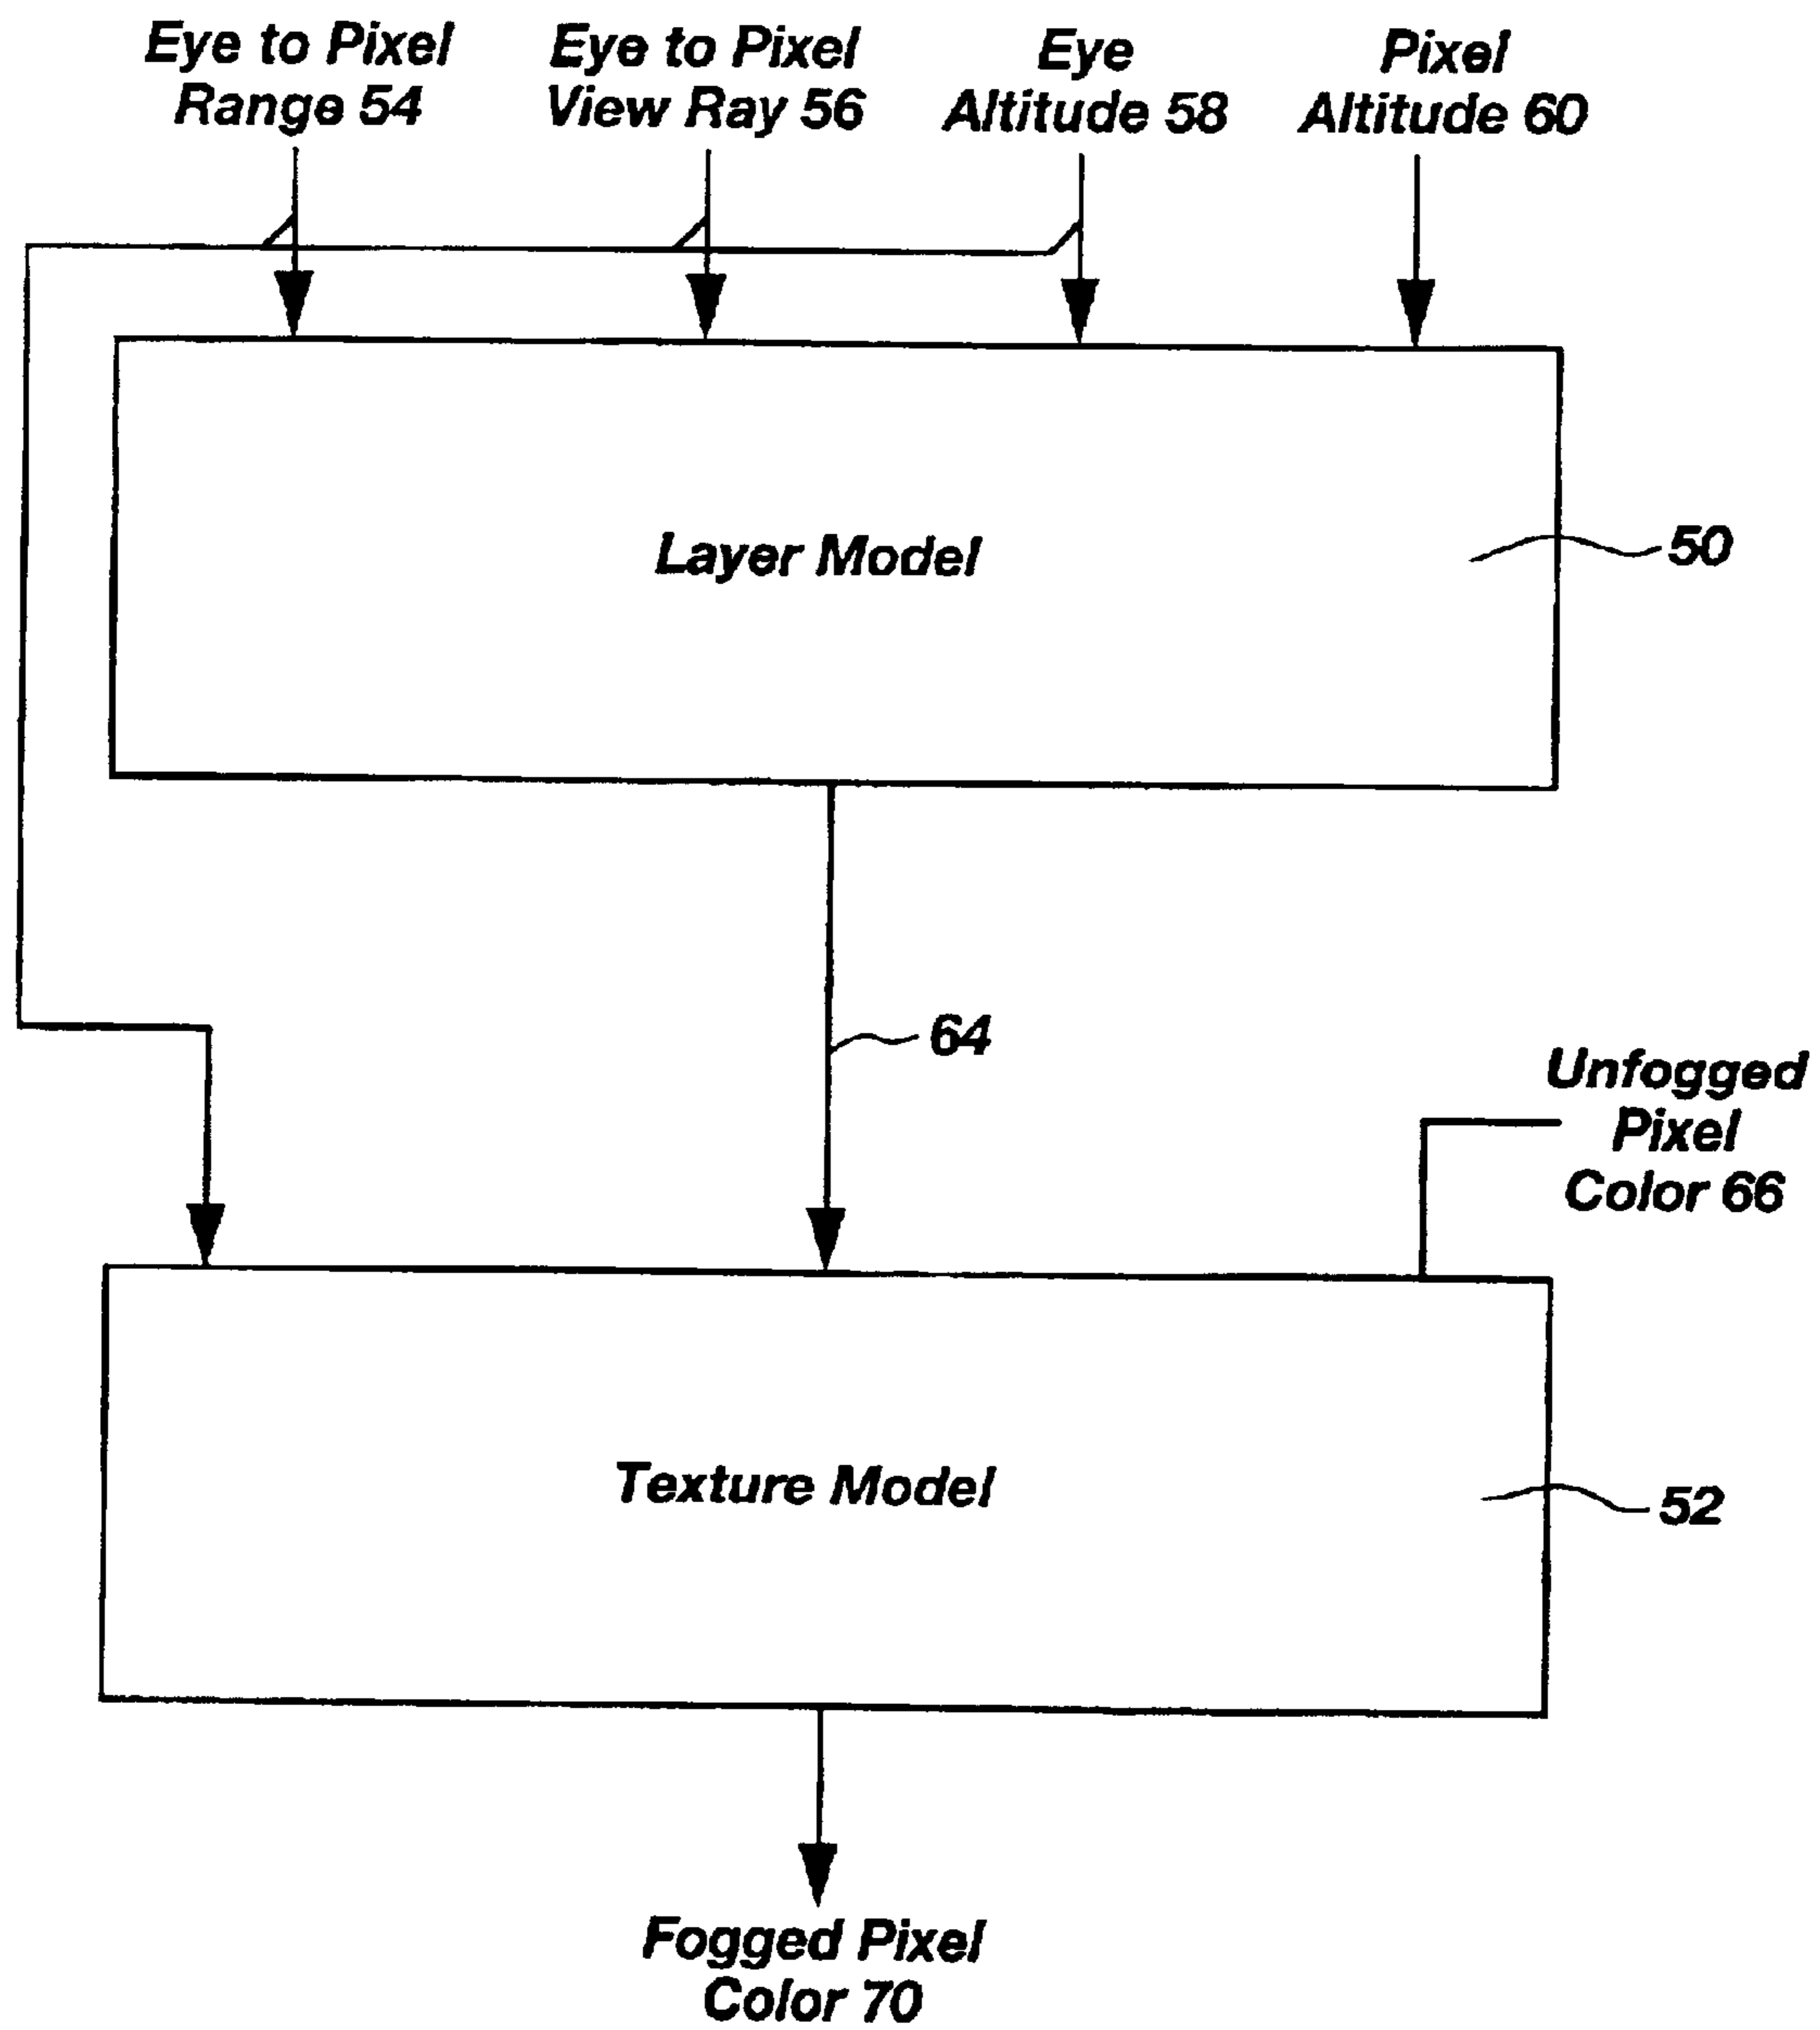 Eye to Pixel
Range 54
Eye to Pixel
View Ray 56
Eye
Altitude 58
Pixel
Altitude 60
Layer Model
50
64
Unfogged
Pixel
Color 66
Texture Model
52
Fogged Pixel
Color 70